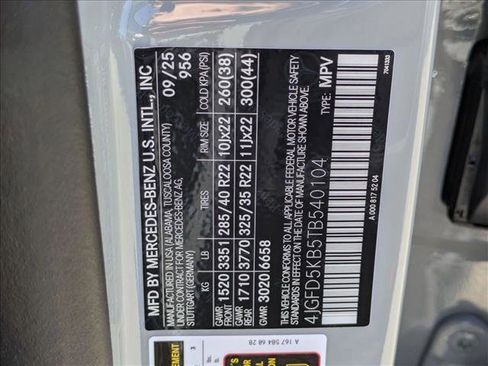 MFD BY MERCEDES-BENZ U.S. INTL., INC
MANUFACTURED IN USA (ALABAMA, TUSCALOOSA COUNTY)
MANUFACTURED FOR MERCEDES-BENZ AG,
STUTTGART (GERMANY)
09/25
956
KG LB RIM SIZE COLD KPA(PSI)
GAWR FRONT 1520 3351 285/40 R22 10Jx22 260(38)
GAWR REAR 1710 3770 325/35 R22 11Jx22 300(44)
GWR 3020 6658
THIS VEHICLE CONFORMS TO ALL APPLICABLE FEDERAL MOTOR VEHICLE SAFETY
STANDARDS IN EFFECT ON THE DATE OF MANUFACTURE SHOWN ABOVE.
4JGFD5KB5TB540104 TYPE: MPV
A 000 817 52 04
7041333
A 167 584 68 28